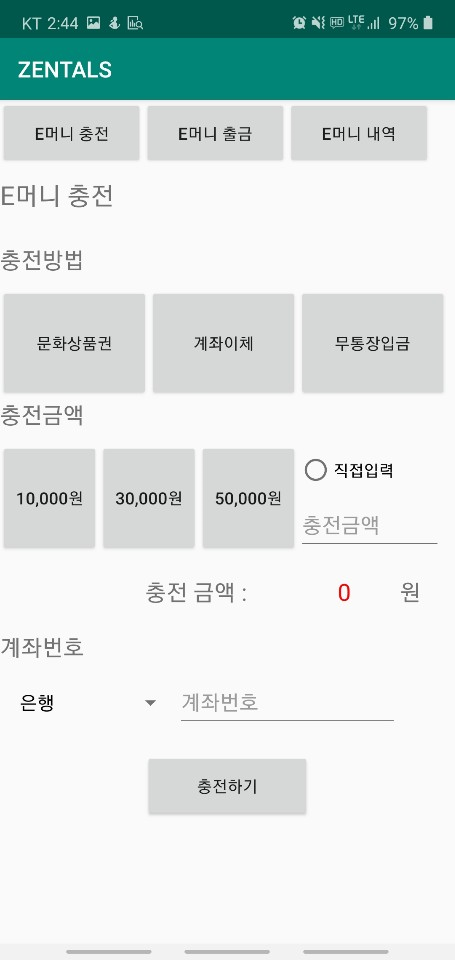 KT 2:44 HD LTE 97%
ZENTALS
E머니 충전 E머니 출금 E머니 내역
E머니 충전
충전방법
문화상품권 계좌이체 무통장입금
충전금액
10,000원 30,000원 50,000원 직접입력
충전금액
충전 금액 : 0 원
계좌번호
은행 계좌번호
충전하기